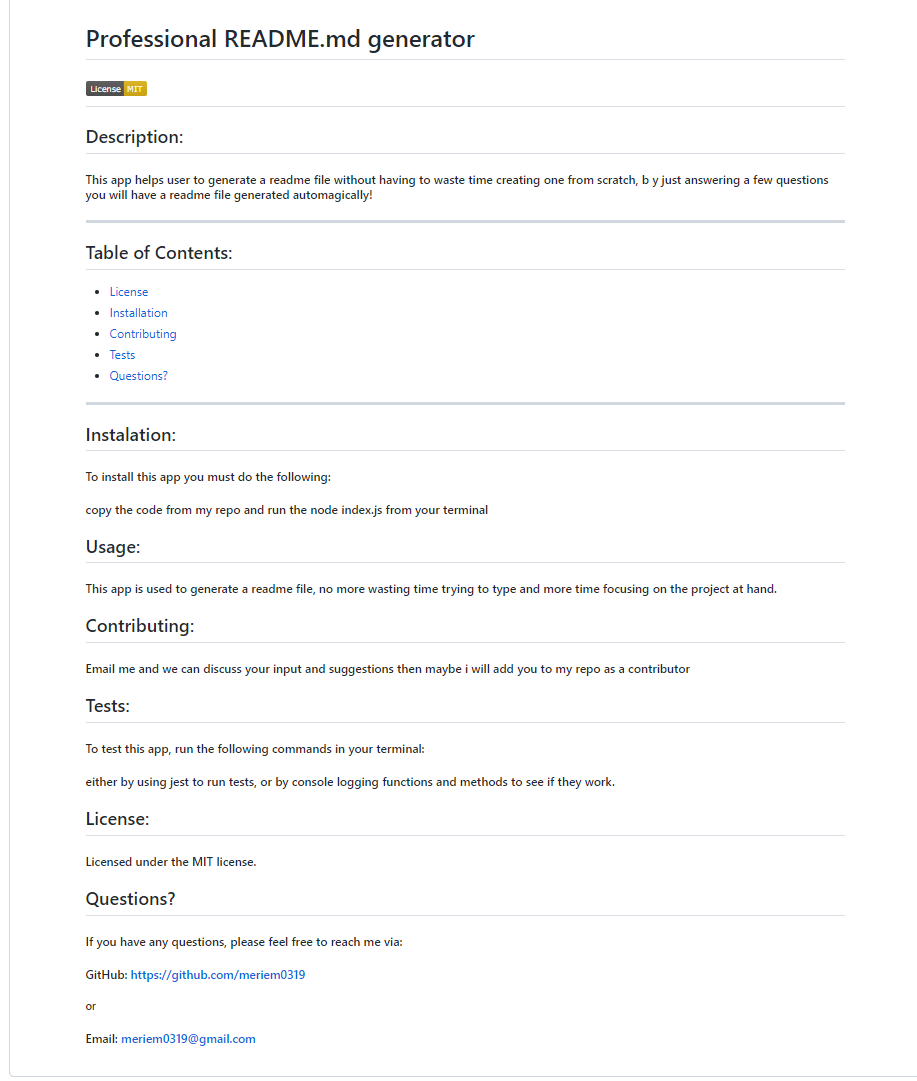 Professional README.md generator
License MIT
Description:
This app helps user to generate a readme file without having to waste time creating one from scratch, b y just answering a few questions
you will have a readme file generated automagically!
Table of Contents:
License
Installation
Contributing
Tests
Questions?
Instalation:
To install this app you must do the following:
copy the code from my repo and run the node index.js from your terminal
Usage:
This app is used to generate a readme file, no more wasting time trying to type and more time focusing on the project at hand.
Contributing:
Email me and we can discuss your input and suggestions then maybe i will add you to my repo as a contributor
Tests:
To test this app, run the following commands in your terminal:
either by using jest to run tests, or by console logging functions and methods to see if they work.
License:
Licensed under the MIT license.
Questions?
If you have any questions, please feel free to reach me via:
GitHub: https://github.com/meriem0319
or
Email: meriem0319@gmail.com